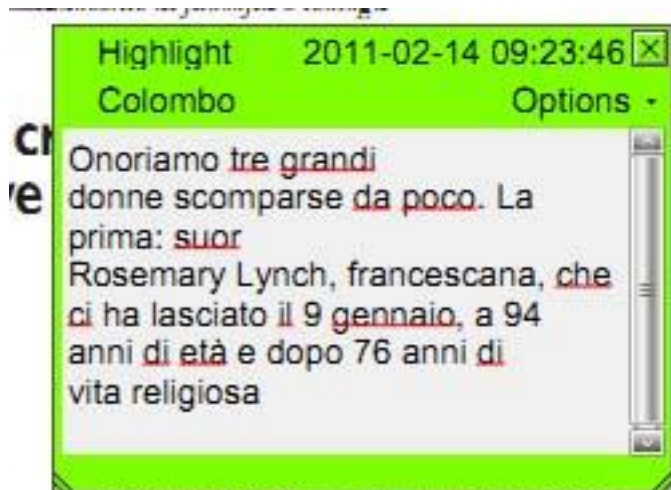 Highlight 2011-02-14 09:23:46
Colombo Options
Onoriamo tre grandi
donne scomparse da poco. La
prima: suor
Rosemary Lynch, francescana, che
ci ha lasciato il 9 gennaio, a 94
anni di età e dopo 76 anni di
vita religiosa